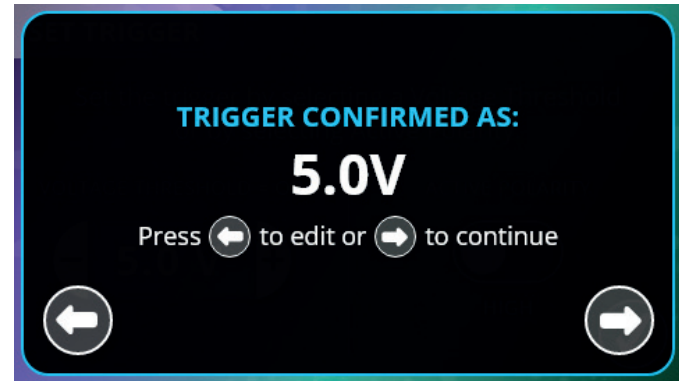 TRIGGER CONFIRMED AS:
5.0V
Press to edit or to continue